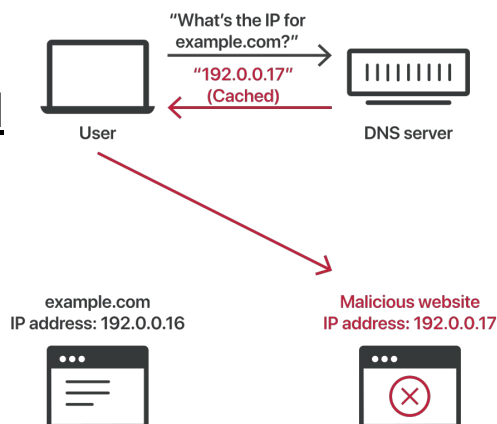 “What’s the IP for
example.com?”
“192.0.0.17”
(Cached)
User
DNS server
example.com
IP address: 192.0.0.16
Malicious website
IP address: 192.0.0.17